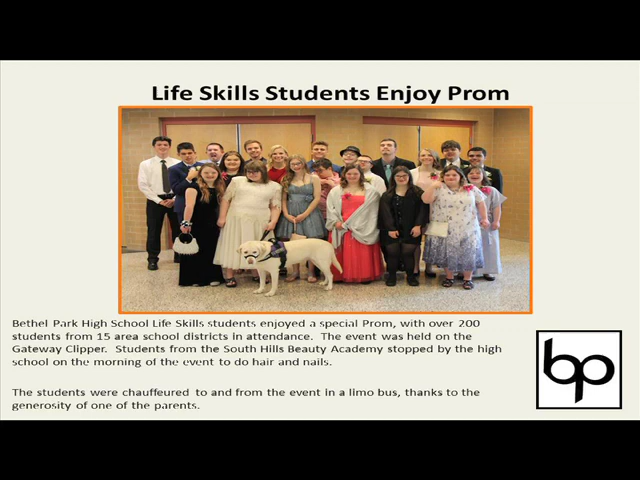 Life Skills Students Enjoy Prom
Bethel Park High School Life Skills students enjoyed a special Prom, with over 200
students from 15 area school districts in attendance.  The event was held on the
Gateway Clipper.  Students from the South Hills Beauty Academy stopped by the high
school on the morning of the event to do hair and nails.
The students were chauffeured to and from the event in a limo bus, thanks to the
generosity of one of the parents.
bp